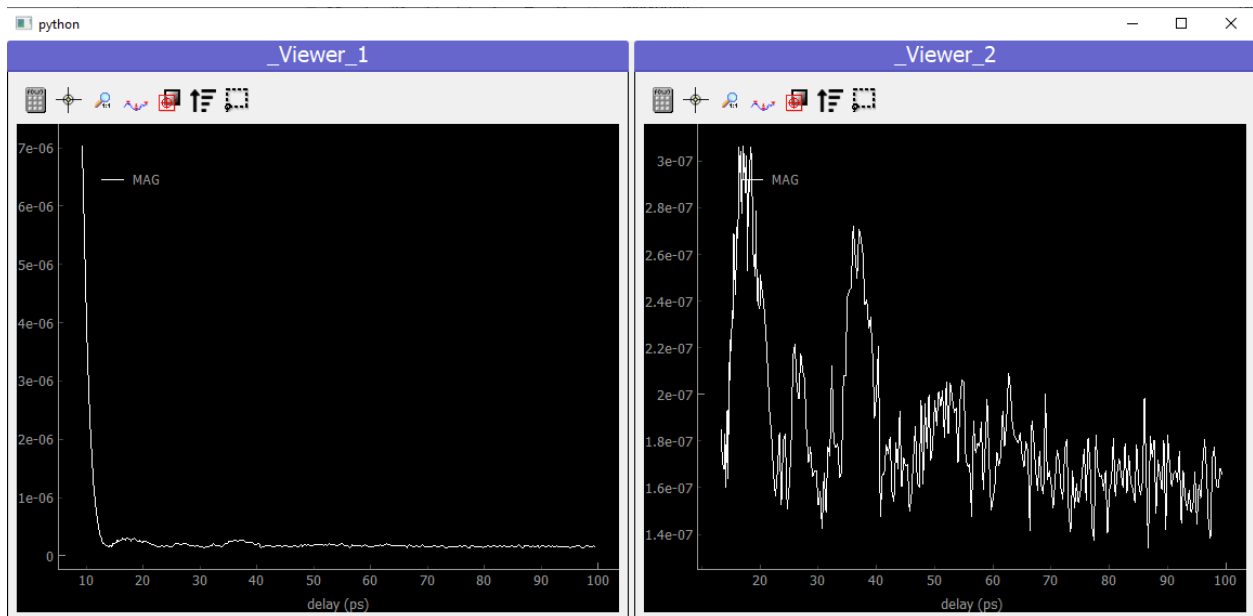 python
_Viewer_1
MAG
7e-06
6e-06
5e-06
4e-06
3e-06
2e-06
1e-06
0
10 20 30 40 50 60 70 80 90 100
delay (ps)
_Viewer_2
MAG
3e-07
2.8e-07
2.6e-07
2.4e-07
2.2e-07
2e-07
1.8e-07
1.6e-07
1.4e-07
20 30 40 50 60 70 80 90 100
delay (ps)